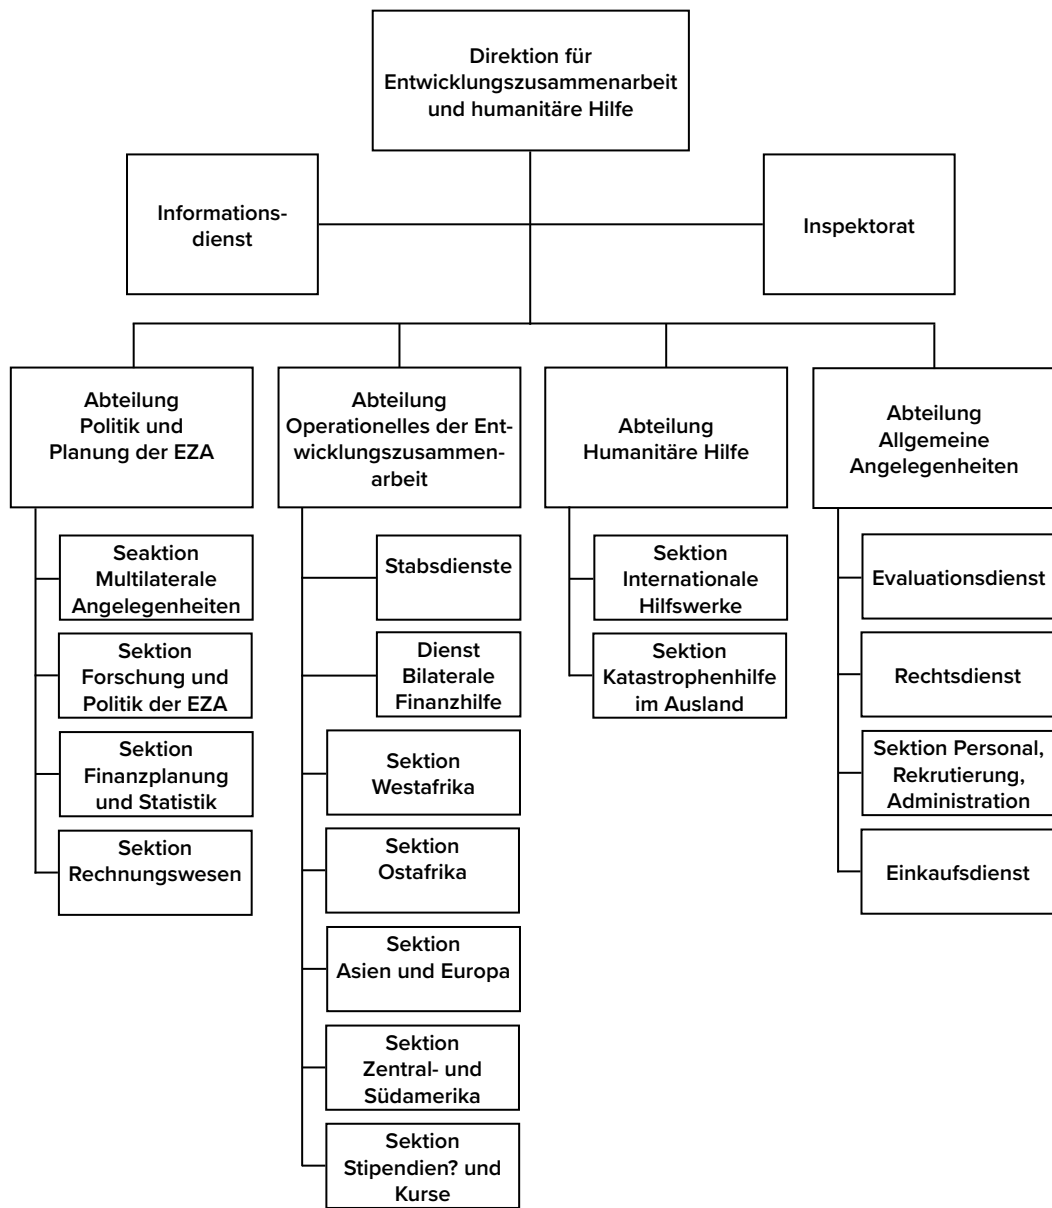 Direktion für
Entwicklungszusammenarbeit
und humanitäre Hilfe
Informations-
dienst
Inspektorat
Abteilung
Politik und
Planung der EZA
Abteilung
Operationelles der Ent-
wicklungszusammen-
arbeit
Abteilung
Humanitäre Hilfe
Abteilung
Allgemeine
Angelegenheiten
Seaktion
Multilaterale
Angelegenheiten
Sektion
Forschung und
Politik der EZA
Sektion
Finanzplanung
und Statistik
Sektion
Rechnungswesen
Stabsdienste
Dienst
Bilaterale
Finanzhilfe
Sektion
Westafrika
Sektion
Ostafrika
Sektion
Asien und Europa
Sektion
Zentral- und
Südamerika
Sektion
Stipendien? und
Kurse
Sektion
Internationale
Hilfswerke
Sektion
Katastrophenhilfe
im Ausland
Evaluationsdienst
Rechtsdienst
Sektion Personal,
Rekrutierung,
Administration
Einkaufsdienst